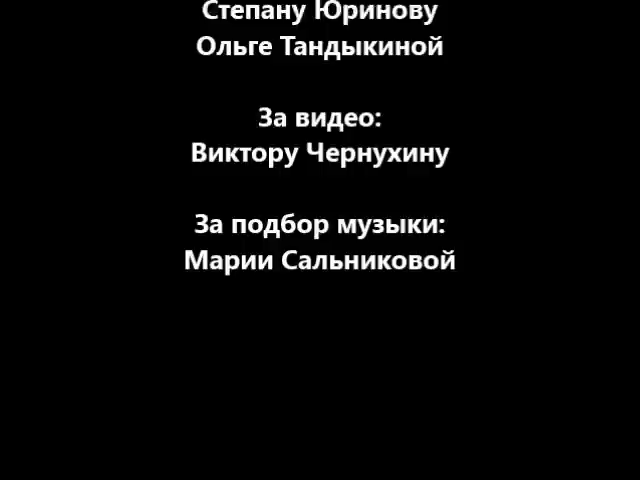 Степану Юринову
Ольге Тандыкиной
За видео:
Виктору Чернухину
За подбор музыки:
Марии Сальниковой